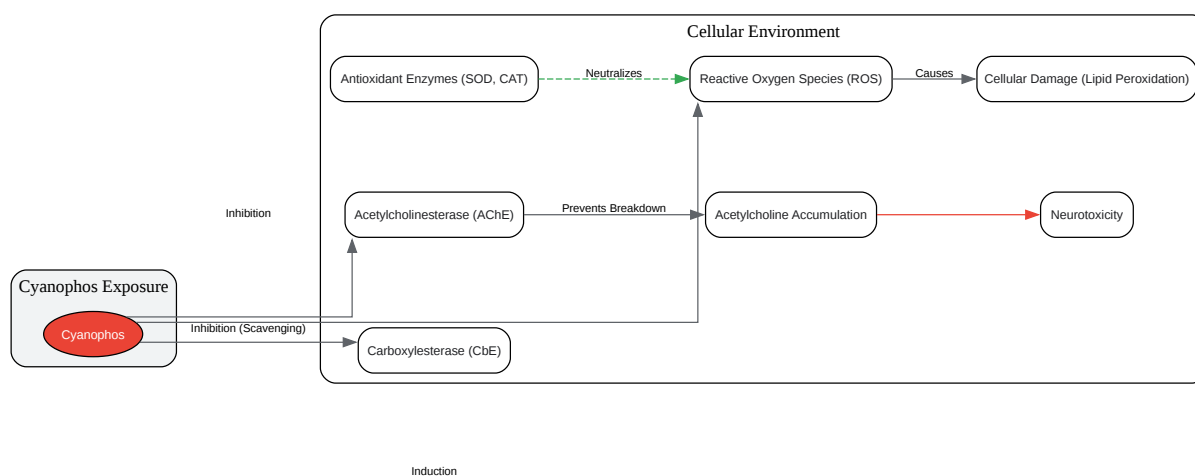 Cellular Environment
Antioxidant Enzymes (SOD, CAT)
Neutralizes
Reactive Oxygen Species (ROS)
Causes
Cellular Damage (Lipid Peroxidation)
Inhibition
Acetylcholinesterase (AChE)
Prevents Breakdown
Acetylcholine Accumulation
Neurotoxicity
Cyanophos Exposure
Cyanophos
Inhibition (Scavenging)
Carboxylesterase (CbE)
Induction